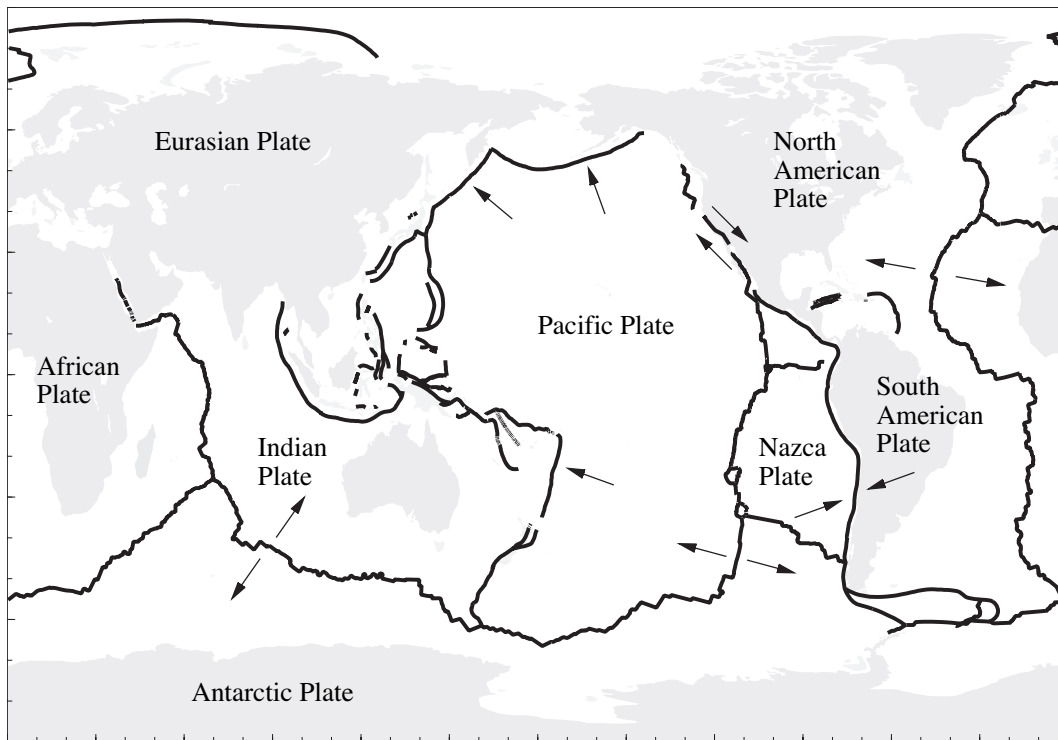 Eurasian Plate
North
American
Plate
Pacific Plate
African
Plate
South
American
Plate
Indian
Plate
Nazca
Plate
Antarctic Plate